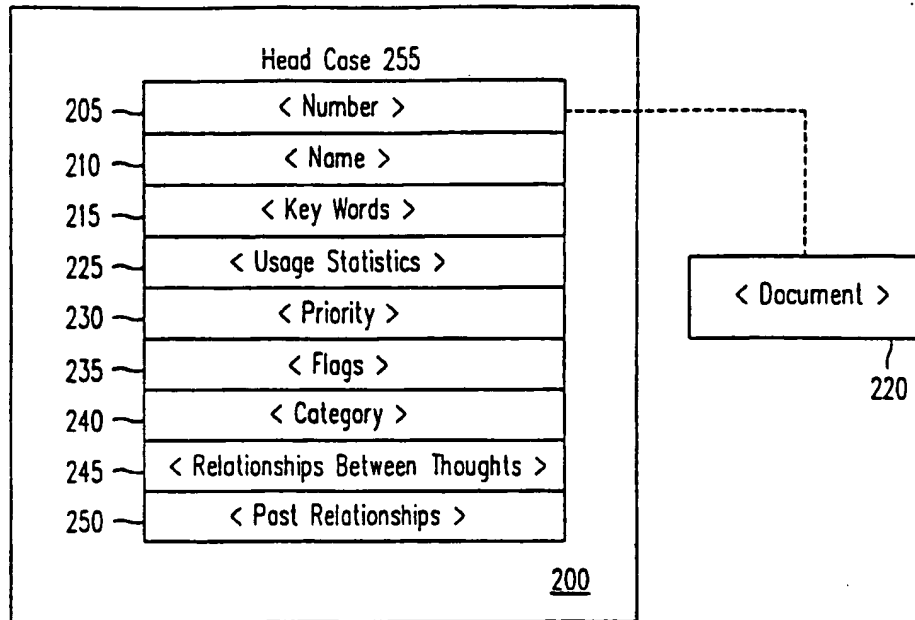 Head Case 255
205 < Number >
210 < Name >
215 < Key Words >
225 < Usage Statistics >
230 < Priority >
235 < Flags >
240 < Category >
245 < Relationships Between Thoughts >
250 < Past Relationships >
200
< Document >
220